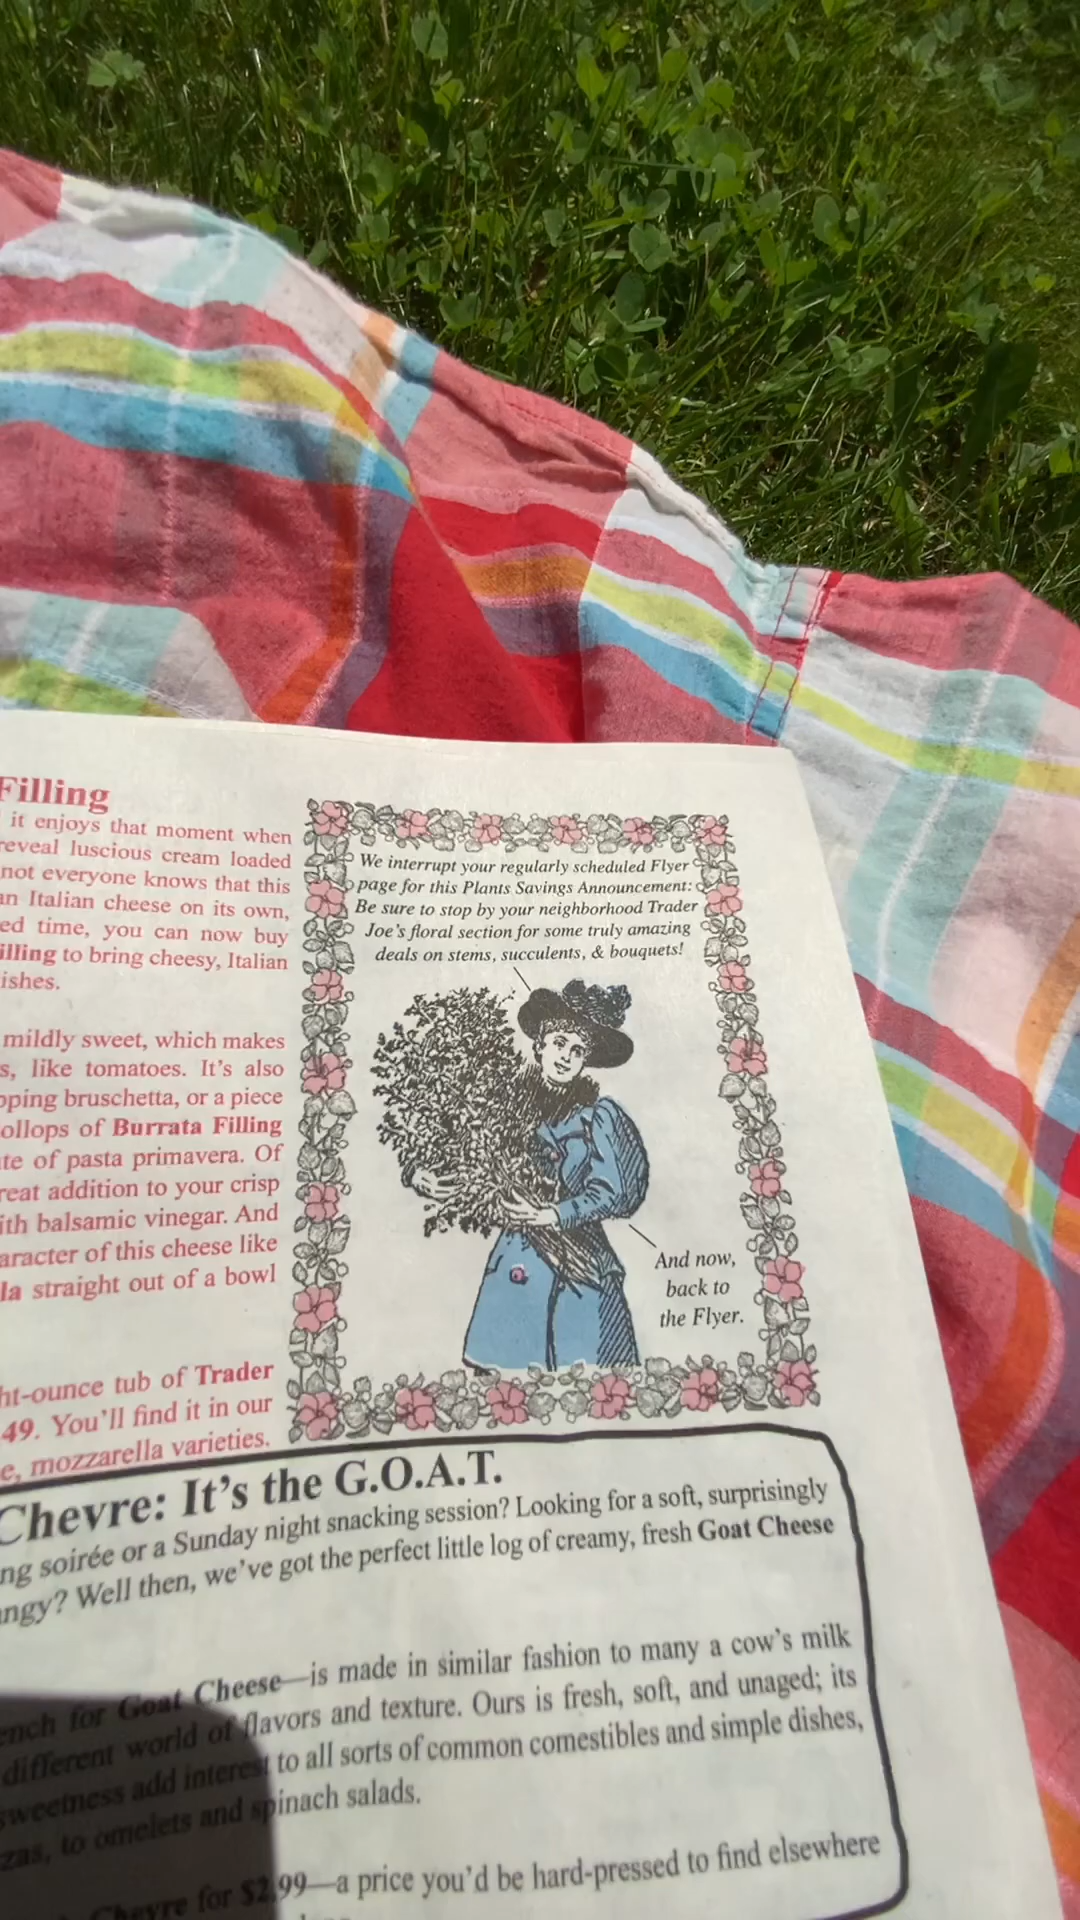 Filling
it enjoys that moment when
reveal luscious cream loaded
not everyone knows that this
an Italian cheese on its own,
ed time, you can now buy
illing to bring cheesy, Italian
ishes.
mildly sweet, which makes
s, like tomatoes. It's also
pping bruschetta, or a piece
ollops of Burrata Filling
te of pasta primavera. Of
reat addition to your crisp
ith balsamic vinegar. And
aracter of this cheese like
la straight out of a bowl
ht-ounce tub of Trader
49. You'll find it in our
e, mozzarella varieties.
We interrupt your regularly scheduled Flyer
page for this Plants Savings Announcement:
Be sure to stop by your neighborhood Trader
Joe's floral section for some truly amazing
deals on stems, succulents, & bouquets!
And now,
back to
the Flyer.
Chevre: It's the G.O.A.T.
ng soirée or a Sunday night snacking session? Looking for a soft, surprisingly
angy? Well then, we've got the perfect little log of creamy, fresh Goat Cheese
ench for Goat Cheese—is made in similar fashion to many a cow's milk
different world of flavors and texture. Ours is fresh, soft, and unaged; its
sweetness add interest to all sorts of common comestibles and simple dishes,
zas, to omelets and spinach salads.
Chevre for $2.99—a price you'd be hard-pressed to find elsewhere